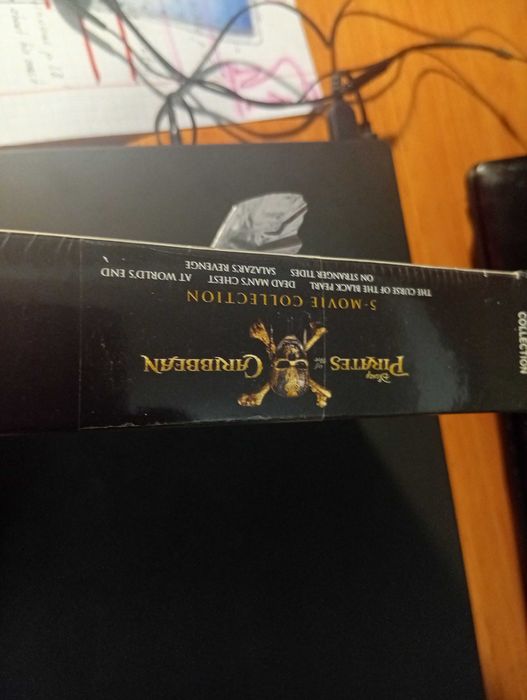 Disney
PIRATES of the CARIBBEAN
5-MOVIE COLLECTION
THE CURSE OF THE BLACK PEARL DEAD MAN'S CHEST AT WORLD'S END
ON STRANGER TIDES SALAZAR'S REVENGE
COLLECTION